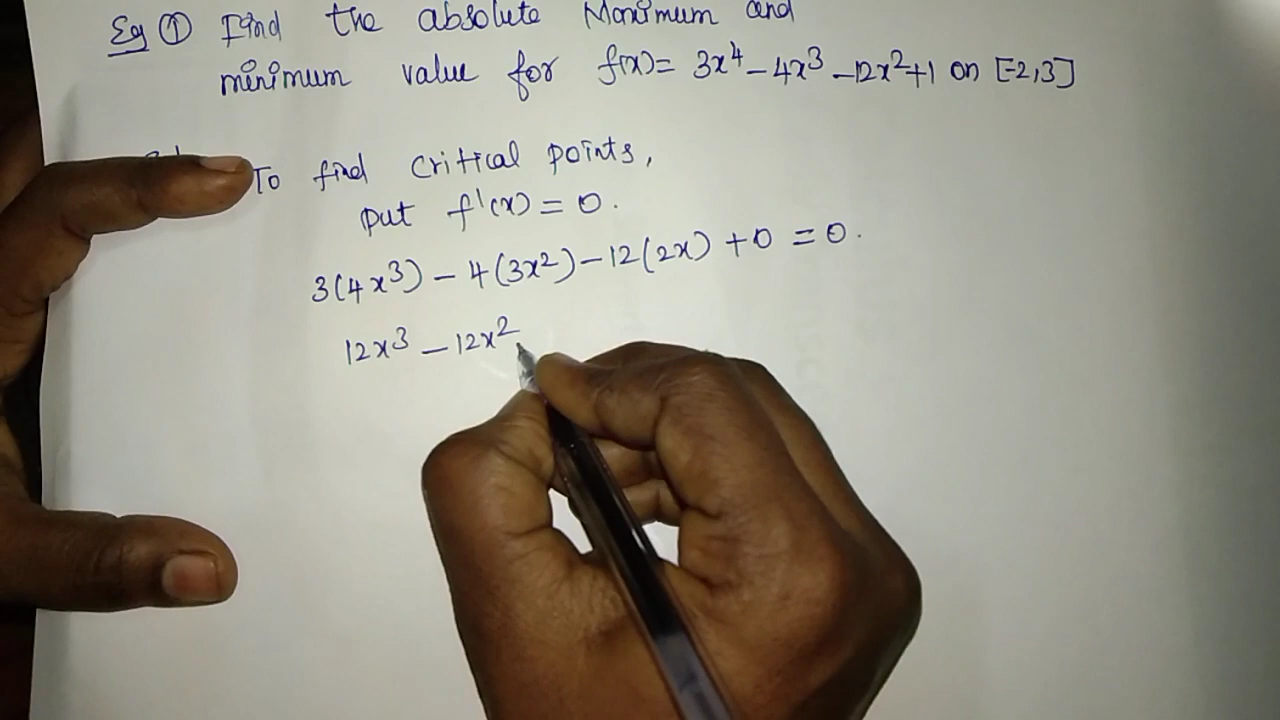 Eg ① Find the absolute Maximum and
minimum value for f(x) = 3x⁴ - 4x³ - 12x² + 1 on [-2,3]
To find critical points,
put f'(x) = 0.
3(4x³) - 4(3x²) - 12(2x) + 0 = 0.
12x³ - 12x²